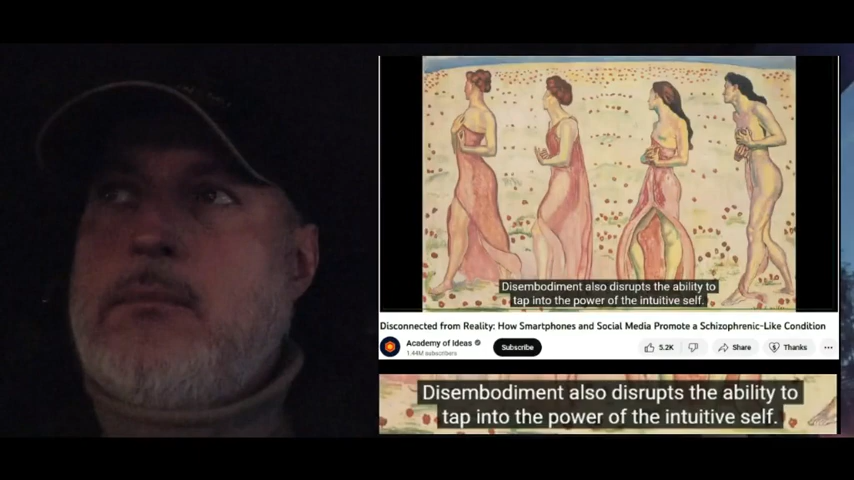 Disembodiment also disrupts the ability to
tap into the power of the intuitive self.
Disconnected from Reality: How Smartphones and Social Media Promote a Schizophrenic-Like Condition
Academy of Ideas
1.44M subscribers
Subscribe
5.2K
Share
Thanks
Disembodiment also disrupts the ability to
tap into the power of the intuitive self.